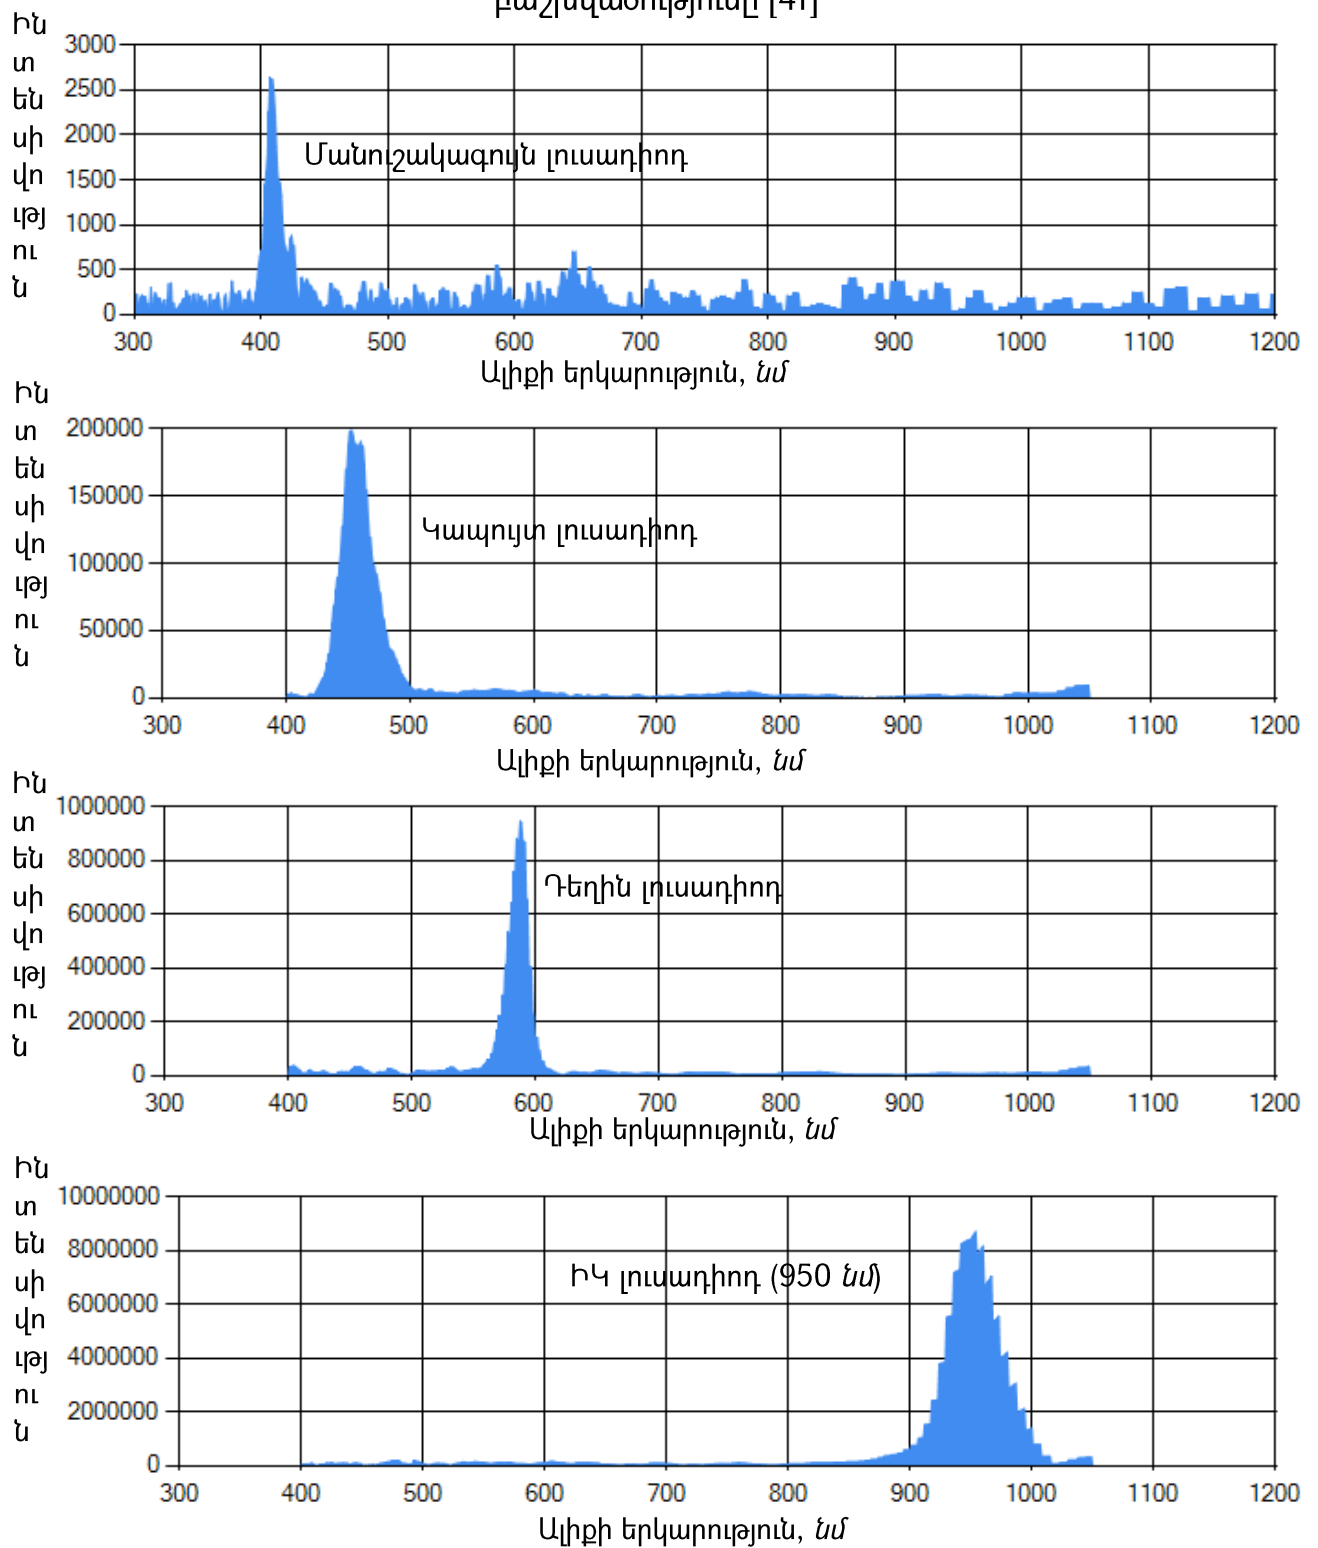 բաշխվածությունը [41]
Ին
տ
են
սի
վո
ւթյ
ու
ն
3000
2500
2000
1500
1000
500
0
Մանուշակագույն լուսադիոդ
300 400 500 600 700 800 900 1000 1100 1200
Ալիքի երկարություն, նմ
Ին
տ
են
սի
վո
ւթյ
ու
ն
200000
150000
100000
50000
0
Կապույտ լուսադիոդ
300 400 500 600 700 800 900 1000 1100 1200
Ալիքի երկարություն, նմ
Ին
տ
են
սի
վո
ւթյ
ու
ն
1000000
800000
600000
400000
200000
0
Դեղին լուսադիոդ
300 400 500 600 700 800 900 1000 1100 1200
Ալիքի երկարություն, նմ
Ին
տ
են
սի
վո
ւթյ
ու
ն
10000000
8000000
6000000
4000000
2000000
0
ԻԿ լուսադիոդ (950 նմ)
300 400 500 600 700 800 900 1000 1100 1200
Ալիքի երկարություն, նմ